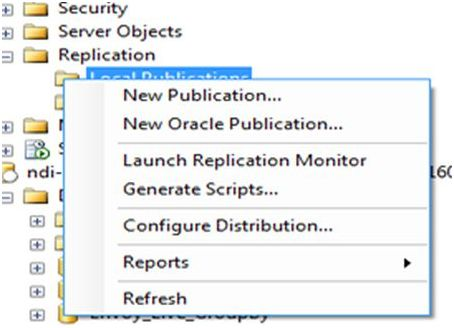 Security
Server Objects
Replication
Local Publications
New Publication...
New Oracle Publication...
Launch Replication Monitor
Generate Scripts...
ndi-
160
Configure Distribution...
Reports
Refresh